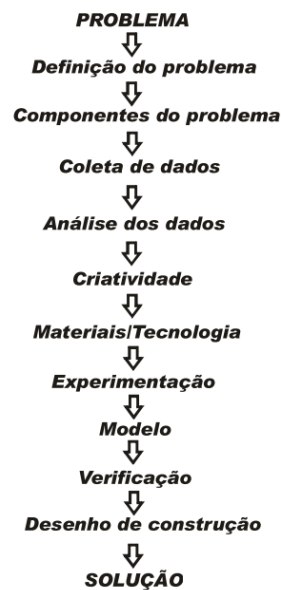 PROBLEMA
Definição do problema
Componentes do problema
Coleta de dados
Análise dos dados
Criatividade
Materiais/Tecnologia
Experimentação
Modelo
Verificação
Desenho de construção
SOLUÇÃO